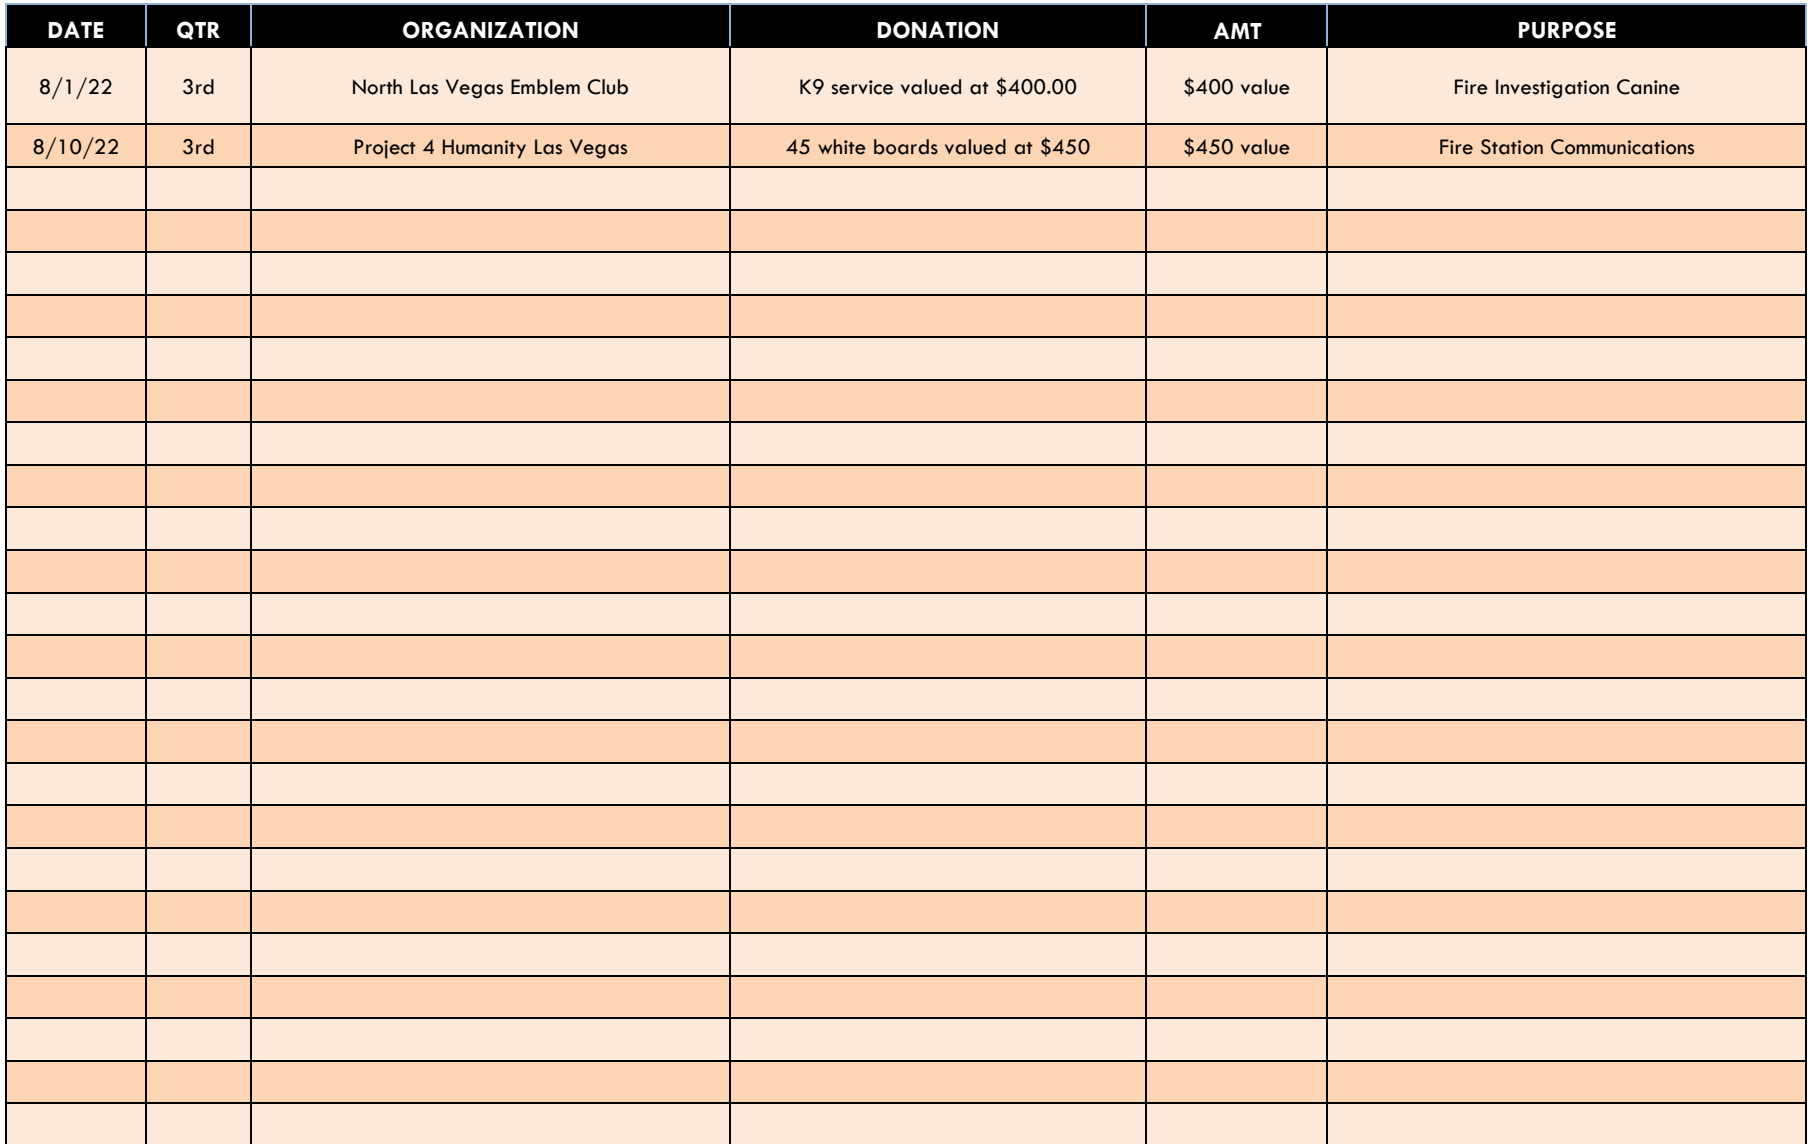 DATE QTR ORGANIZATION DONATION AMT PURPOSE
8/1/22 3rd North Las Vegas Emblem Club K9 service valued at $400.00 $400 value Fire Investigation Canine
8/10/22 3rd Project 4 Humanity Las Vegas 45 white boards valued at $450 $450 value Fire Station Communications